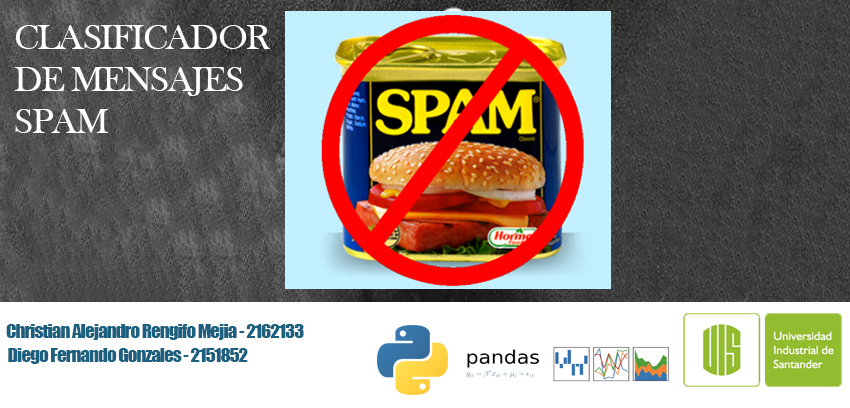 CLASIFICADOR
DE MENSAJES
SPAM
SPAM®
Classic
Hormel
Christian Alejandro Rengifo Mejia - 2162133
Diego Fernando Gonzales - 2151852
pandas
UIS
Universidad
Industrial de
Santander